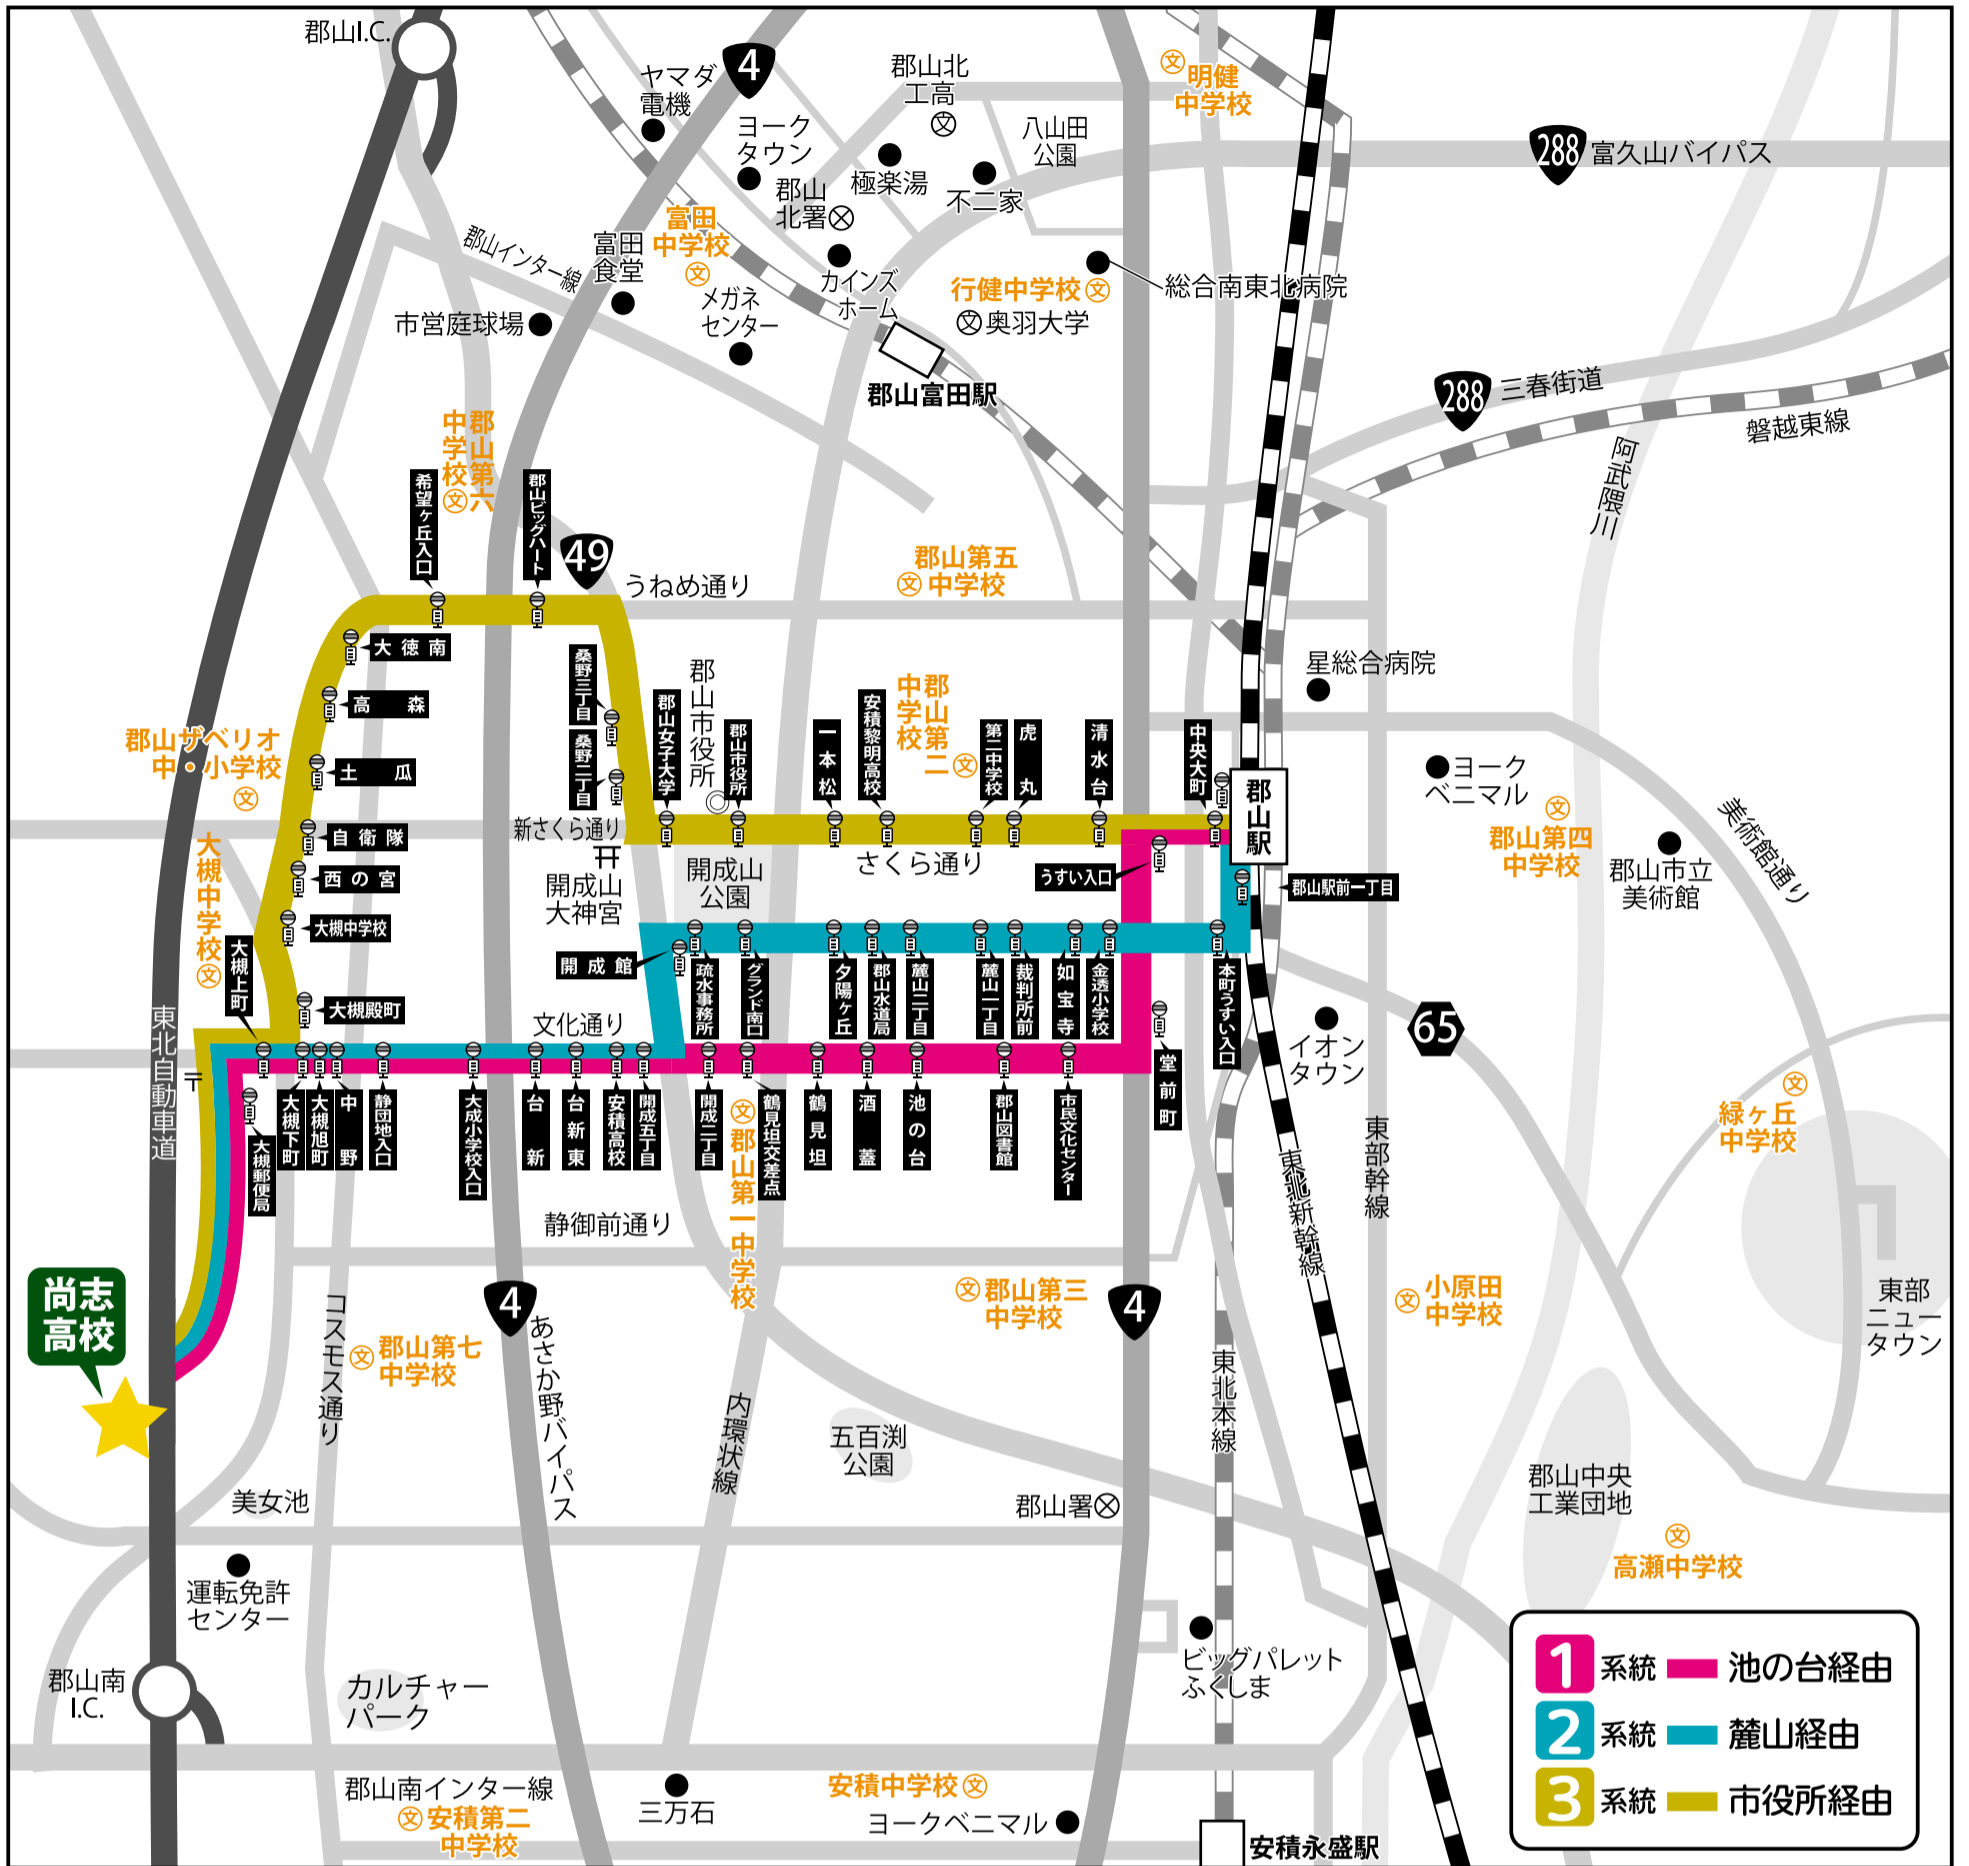 郡山I.C.
ヤマダ
電機
4
郡山北
工高
文
文
明健
中学校
ヨーク
タウン
八山田
公園
288
富久山バイパス
極楽湯
郡山
北署
不二家
富田
中学校
文
富田
食堂
郡山インター線
カインズ
ホーム
メガネ
センター
市営庭球場
行健中学校
文
総合南東北病院
文
奥羽大学
郡山富田駅
288
三春街道
磐越東線
阿武隈川
郡山第六
中学校
文
希望ヶ丘入口
郡山ビッグハート
49
うねめ通り
郡山第五
文
中学校
大徳南
高森
土瓜
自衛隊
西の宮
大槻中学校
大槻殿町
郡山ザベリオ
中・小学校
文
大槻中学校
文
大槻上町
桑野三丁目
桑野二丁目
郡山女子大学
郡山市役所
郡山市役所
一本松
安積黎明高校
郡山第二
中学校
文
第二中学校
虎丸
清水台
中央大町
郡山駅
星総合病院
ヨーク
ベニマル
文
郡山第四
中学校
郡山市立
美術館
美術館通り
新さくら通り
開成山
大神宮
開成山
公園
さくら通り
うすい入口
郡山駅前一丁目
開成館
疏水事務所
グランド南口
夕陽ヶ丘
郡山水道局
麓山二丁目
麓山一丁目
裁判所前
如宝寺
金透小学校
本町うすい入口
文化通り
東北自動車道
〒
大槻郵便局
大槻下町
大槻旭町
中野
静団地入口
大成小学校入口
台新
台新東
安積高校
開成五丁目
開成二丁目
文
郡山第一中学校
鶴見坦交差点
鶴見坦
酒蓋
池の台
郡山図書館
市民文化センター
堂前町
イオン
タウン
65
東部幹線
東北新幹線
文
緑ヶ丘
中学校
静御前通り
尚志
高校
コスモス通り
4
あさか野バイパス
文
郡山第七
中学校
文
郡山第三
中学校
4
文
小原田
中学校
東部
ニュー
タウン
東北本線
内環状線
五百渕
公園
郡山署
美女池
郡山中央
工業団地
文
高瀬中学校
運転免許
センター
郡山南
I.C.
カルチャー
パーク
ビッグパレット
ふくしま
郡山南インター線
文
安積第二
中学校
三万石
安積中学校
文
ヨークベニマル
安積永盛駅
1 系統 池の台経由
2 系統 麓山経由
3 系統 市役所経由